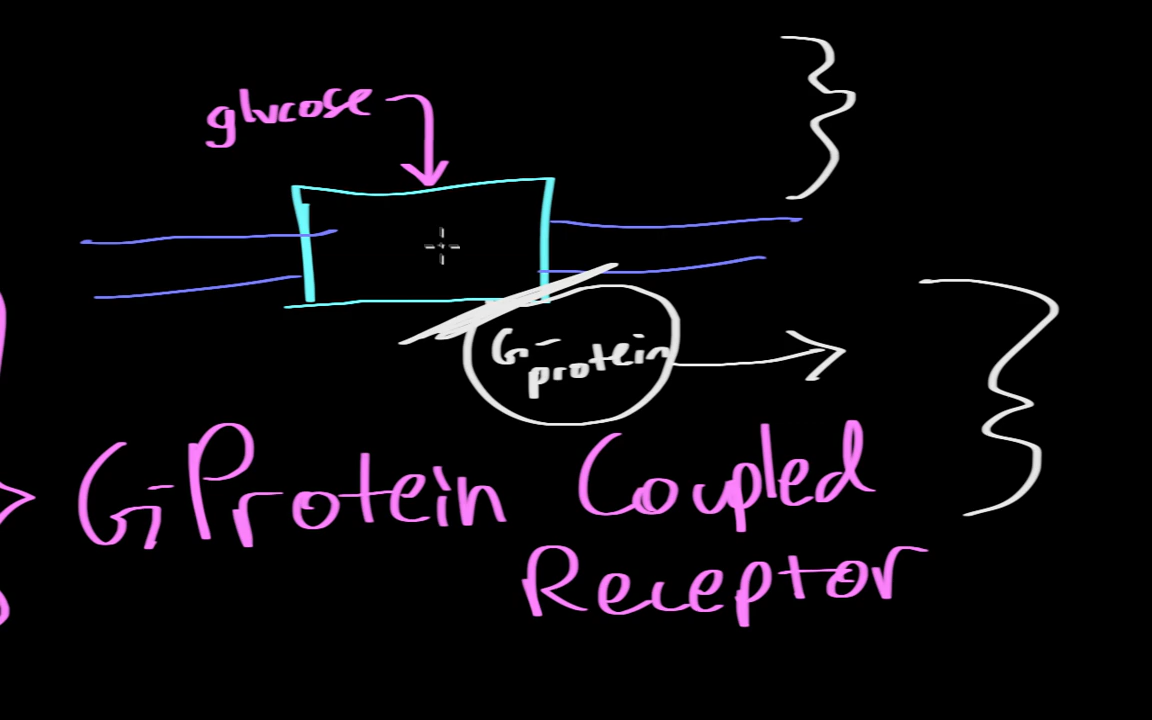 glucose
G-
protein
G Protein Coupled
Receptor